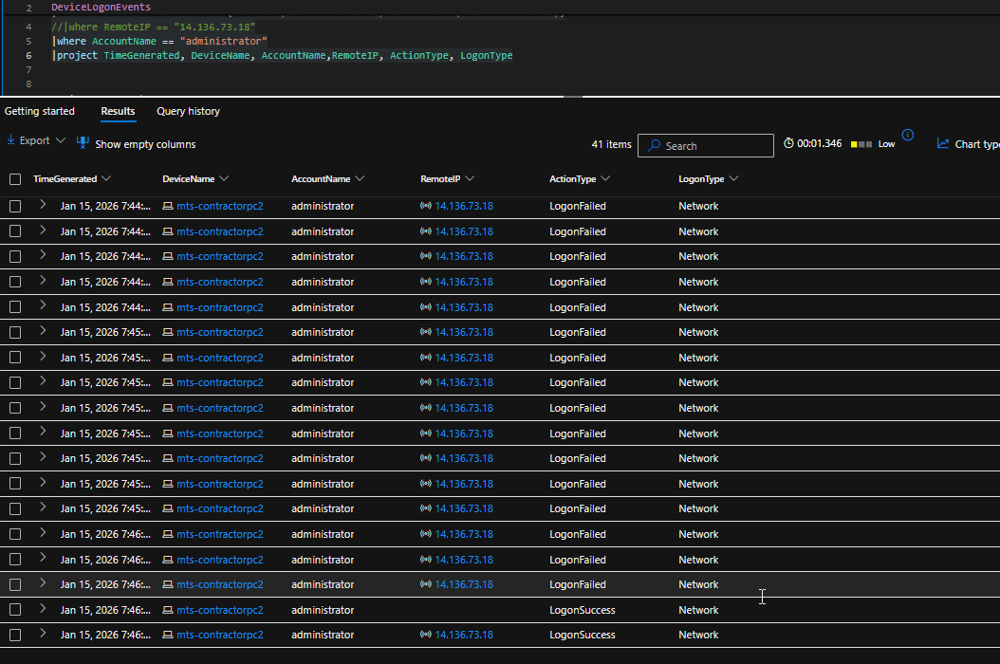 2 DeviceLogonEvents
4 //|where RemoteIP == "14.136.73.18"
5 |where AccountName == "administrator"
6 |project TimeGenerated, DeviceName, AccountName,RemoteIP, ActionType, LogonType
7
8
Getting started Results Query history
Export Show empty columns 41 items Search 00:01.346 Low Chart type
TimeGenerated DeviceName AccountName RemoteIP ActionType LogonType
Jan 15, 2026 7:44:... mts-contractorpc2 administrator 14.136.73.18 LogonFailed Network
Jan 15, 2026 7:44:... mts-contractorpc2 administrator 14.136.73.18 LogonFailed Network
Jan 15, 2026 7:44:... mts-contractorpc2 administrator 14.136.73.18 LogonFailed Network
Jan 15, 2026 7:44:... mts-contractorpc2 administrator 14.136.73.18 LogonFailed Network
Jan 15, 2026 7:44:... mts-contractorpc2 administrator 14.136.73.18 LogonFailed Network
Jan 15, 2026 7:45:... mts-contractorpc2 administrator 14.136.73.18 LogonFailed Network
Jan 15, 2026 7:45:... mts-contractorpc2 administrator 14.136.73.18 LogonFailed Network
Jan 15, 2026 7:45:... mts-contractorpc2 administrator 14.136.73.18 LogonFailed Network
Jan 15, 2026 7:45:... mts-contractorpc2 administrator 14.136.73.18 LogonFailed Network
Jan 15, 2026 7:45:... mts-contractorpc2 administrator 14.136.73.18 LogonFailed Network
Jan 15, 2026 7:45:... mts-contractorpc2 administrator 14.136.73.18 LogonFailed Network
Jan 15, 2026 7:45:... mts-contractorpc2 administrator 14.136.73.18 LogonFailed Network
Jan 15, 2026 7:45:... mts-contractorpc2 administrator 14.136.73.18 LogonFailed Network
Jan 15, 2026 7:46:... mts-contractorpc2 administrator 14.136.73.18 LogonFailed Network
Jan 15, 2026 7:46:... mts-contractorpc2 administrator 14.136.73.18 LogonFailed Network
Jan 15, 2026 7:46:... mts-contractorpc2 administrator 14.136.73.18 LogonFailed Network
Jan 15, 2026 7:46:... mts-contractorpc2 administrator LogonSuccess Network
Jan 15, 2026 7:46:... mts-contractorpc2 administrator 14.136.73.18 LogonSuccess Network